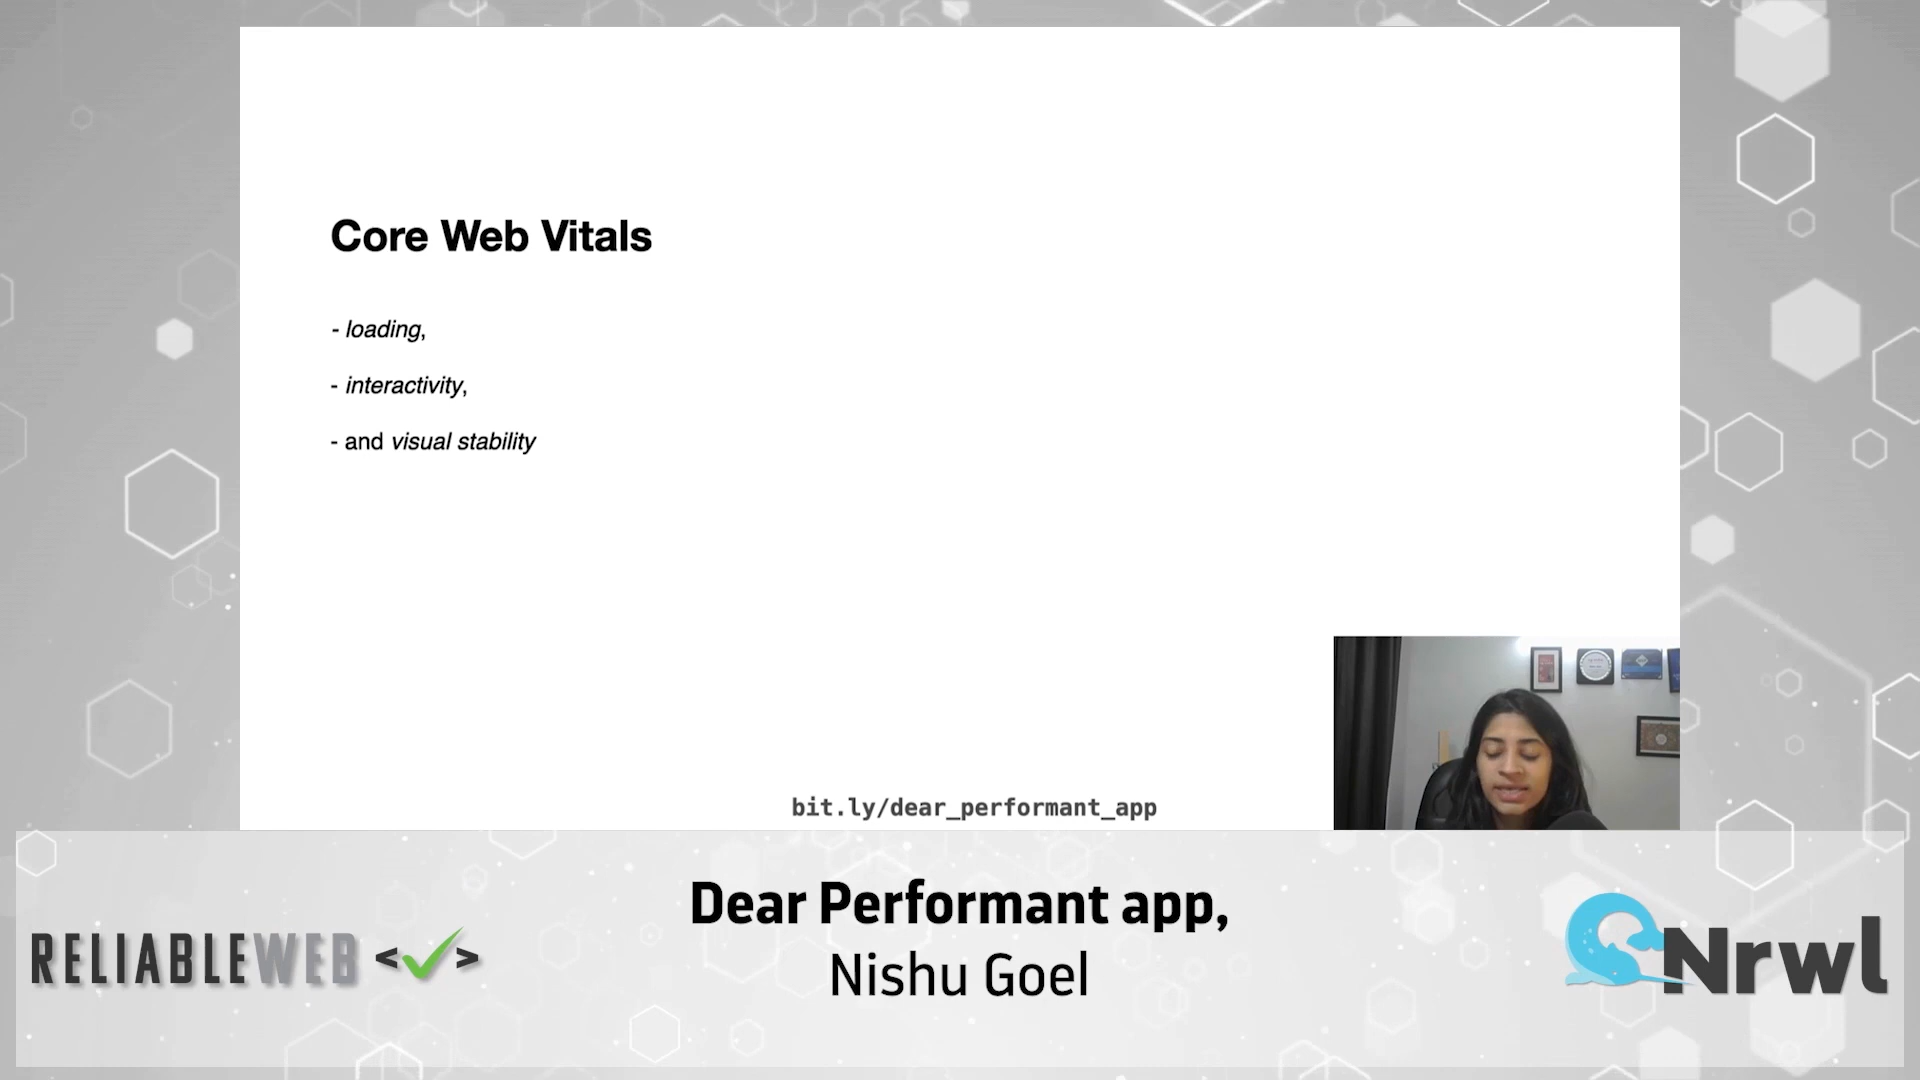 Core Web Vitals
- loading,
- interactivity,
- and visual stability
bit.ly/dear_performant_app
RELIABLEWEB <✓>
Dear Performant app,
Nishu Goel
Nrwl